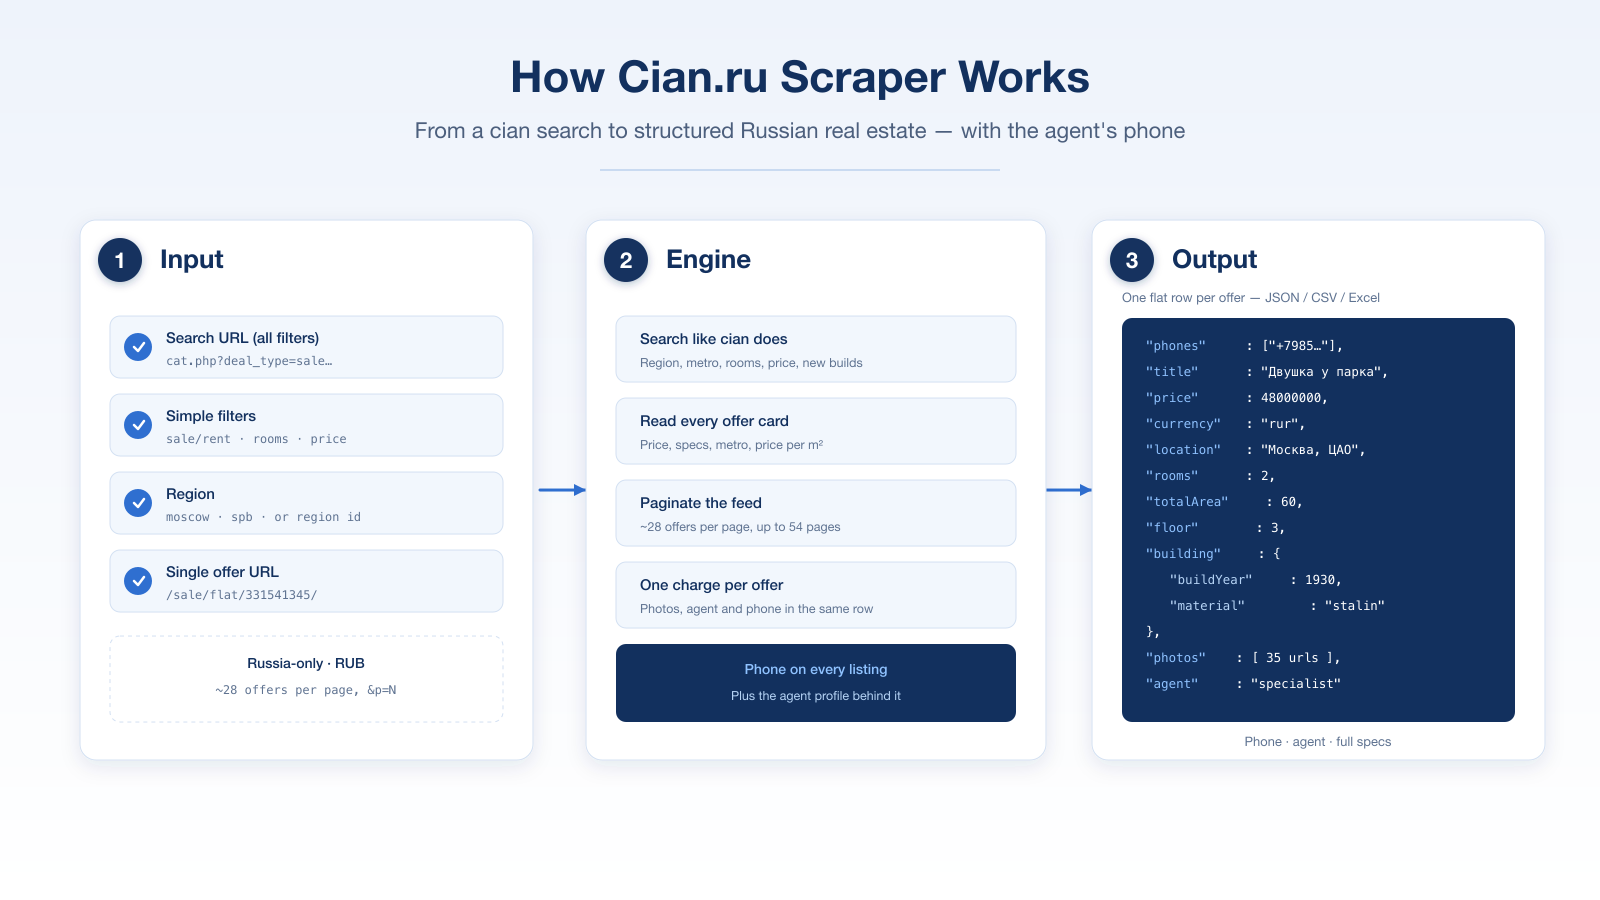 How Cian.ru Scraper Works
From a cian search to structured Russian real estate — with the agent's phone
1 Input
Search URL (all filters)
cat.php?deal_type=sale…
Simple filters
sale/rent · rooms · price
Region
moscow · spb · or region id
Single offer URL
/sale/flat/331541345/
Russia-only · RUB
~28 offers per page, &p=N
2 Engine
Search like cian does
Region, metro, rooms, price, new builds
Read every offer card
Price, specs, metro, price per m²
Paginate the feed
~28 offers per page, up to 54 pages
One charge per offer
Photos, agent and phone in the same row
Phone on every listing
Plus the agent profile behind it
3 Output
One flat row per offer — JSON / CSV / Excel
"phones" : ["+7985…"],
"title" : "Двушка у парка",
"price" : 48000000,
"currency" : "rur",
"location" : "Москва, ЦАО",
"rooms" : 2,
"totalArea" : 60,
"floor" : 3,
"building" : {
"buildYear" : 1930,
"material" : "stalin"
},
"photos" : [ 35 urls ],
"agent" : "specialist"
Phone · agent · full specs